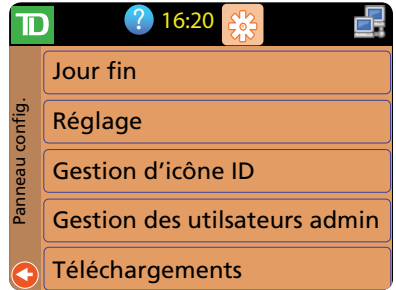 TD
? 16:20
Panneau config.
Jour fin
Réglage
Gestion d'icône ID
Gestion des utilsateurs admin
Téléchargements